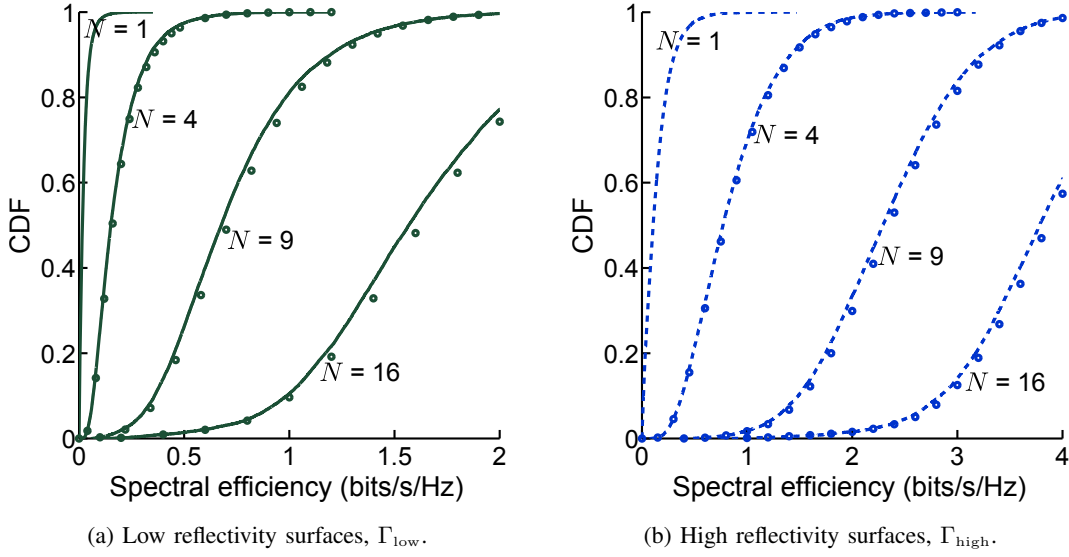 CDF
1
0.8
0.6
0.4
0.2
0
0
0.5
1
1.5
2
N = 1
N = 4
N = 9
N = 16
Spectral efficiency (bits/s/Hz)
(a) Low reflectivity surfaces, Γlow.
CDF
1
0.8
0.6
0.4
0.2
0
0
1
2
3
4
N = 1
N = 4
N = 9
N = 16
Spectral efficiency (bits/s/Hz)
(b) High reflectivity surfaces, Γhigh.